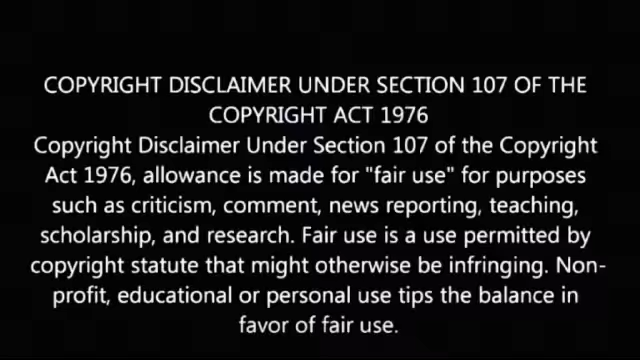 COPYRIGHT DISCLAIMER UNDER SECTION 107 OF THE
COPYRIGHT ACT 1976
Copyright Disclaimer Under Section 107 of the Copyright
Act 1976, allowance is made for "fair use" for purposes
such as criticism, comment, news reporting, teaching,
scholarship, and research. Fair use is a use permitted by
copyright statute that might otherwise be infringing. Non-
profit, educational or personal use tips the balance in
favor of fair use.